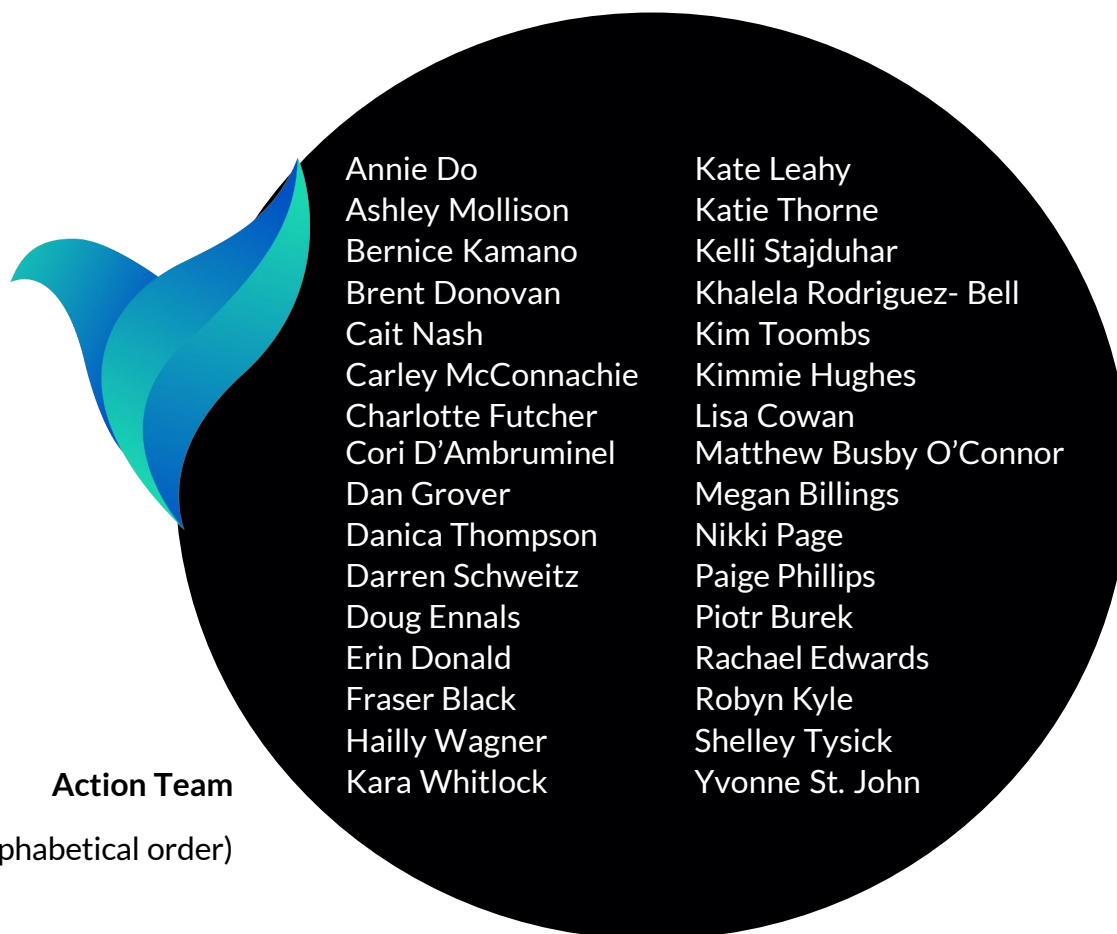 Annie Do
Ashley Mollison
Bernice Kamano
Brent Donovan
Cait Nash
Carley McConnachie
Charlotte Futcher
Cori D’Ambruminel
Dan Grover
Danica Thompson
Darren Schweitz
Doug Ennals
Erin Donald
Fraser Black
Hailly Wagner
Kara Whitlock
Kate Leahy
Katie Thorne
Kelli Stajduhar
Khalela Rodriguez- Bell
Kim Toombs
Kimmie Hughes
Lisa Cowan
Matthew Busby O’Connor
Megan Billings
Nikki Page
Paige Phillips
Piotr Burek
Rachael Edwards
Robyn Kyle
Shelley Tysick
Yvonne St. John
Action Team
phabetical order)